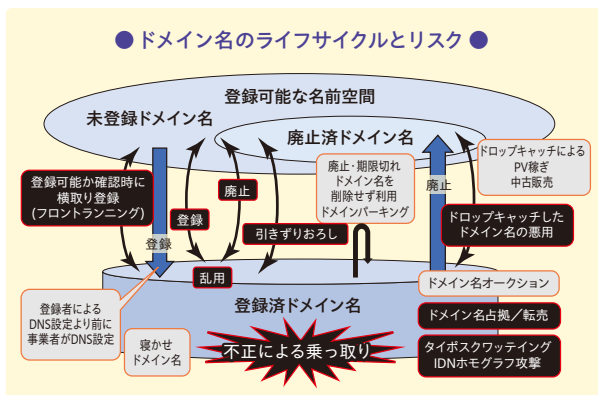 ● ドメイン名のライフサイクルとリスク ●
登録可能な名前空間
未登録ドメイン名
廃止済ドメイン名
ドロップキャッチによる
PV稼ぎ
中古販売
廃止・期限切れ
ドメイン名を
削除せず利用
ドメインパーキング
登録可能か確認時に
横取り登録
(フロントランニング)
登録
登録
廃止
引きずりおろし
乱用
廃止
ドロップキャッチした
ドメイン名の悪用
ドメイン名オークション
登録済ドメイン名
ドメイン名占拠／転売
登録者による
DNS設定より前に
事業者がDNS設定
寝かせ
ドメイン名
不正による乗っ取り
タイポスクワッテイング
IDNホモグラフ攻撃